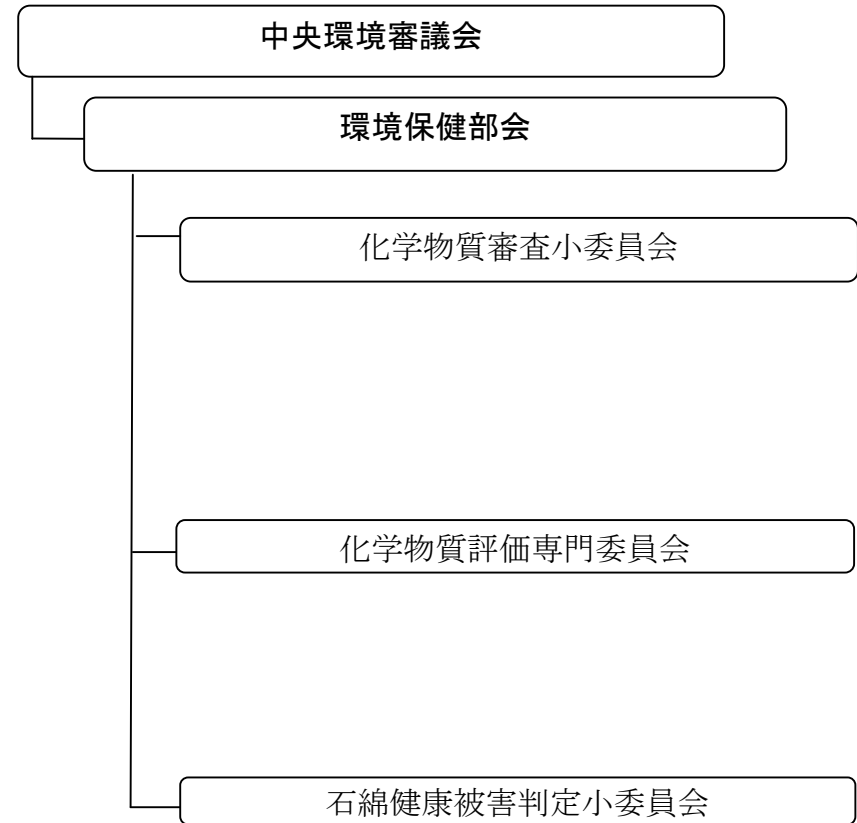 中央環境審議会
環境保健部会
化学物質審査小委員会
化学物質評価専門委員会
石綿健康被害判定小委員会